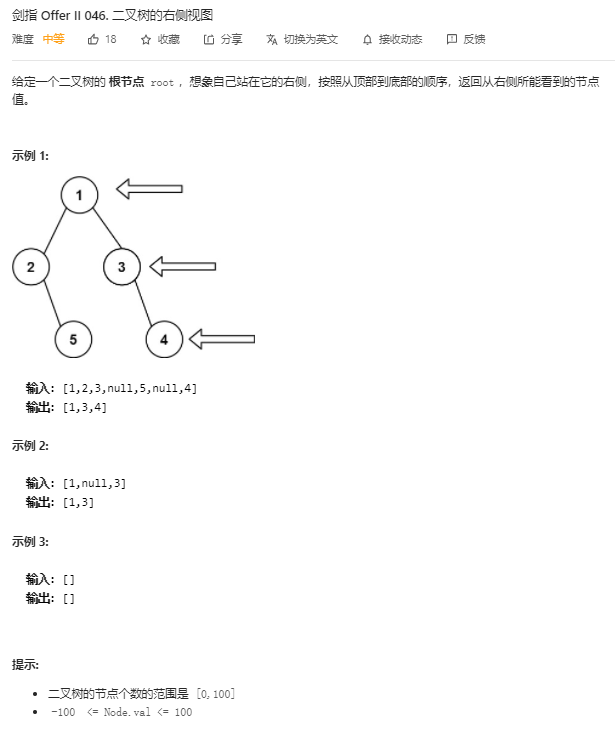 剑指 Offer II 046. 二叉树的右侧视图
难度 中等 18 收藏 分享 切换为英文 接收动态 反馈
给定一个二叉树的 根节点 root ，想象自己站在它的右侧，按照从顶部到底部的顺序，返回从右侧所能看到的节点
值。
示例 1:
1
2 3
5 4
输入: [1,2,3,null,5,null,4]
输出: [1,3,4]
示例 2:
输入: [1,null,3]
输出: [1,3]
示例 3:
输入: []
输出: []
提示:
• 二叉树的节点个数的范围是 [0,100]
• -100 <= Node.val <= 100